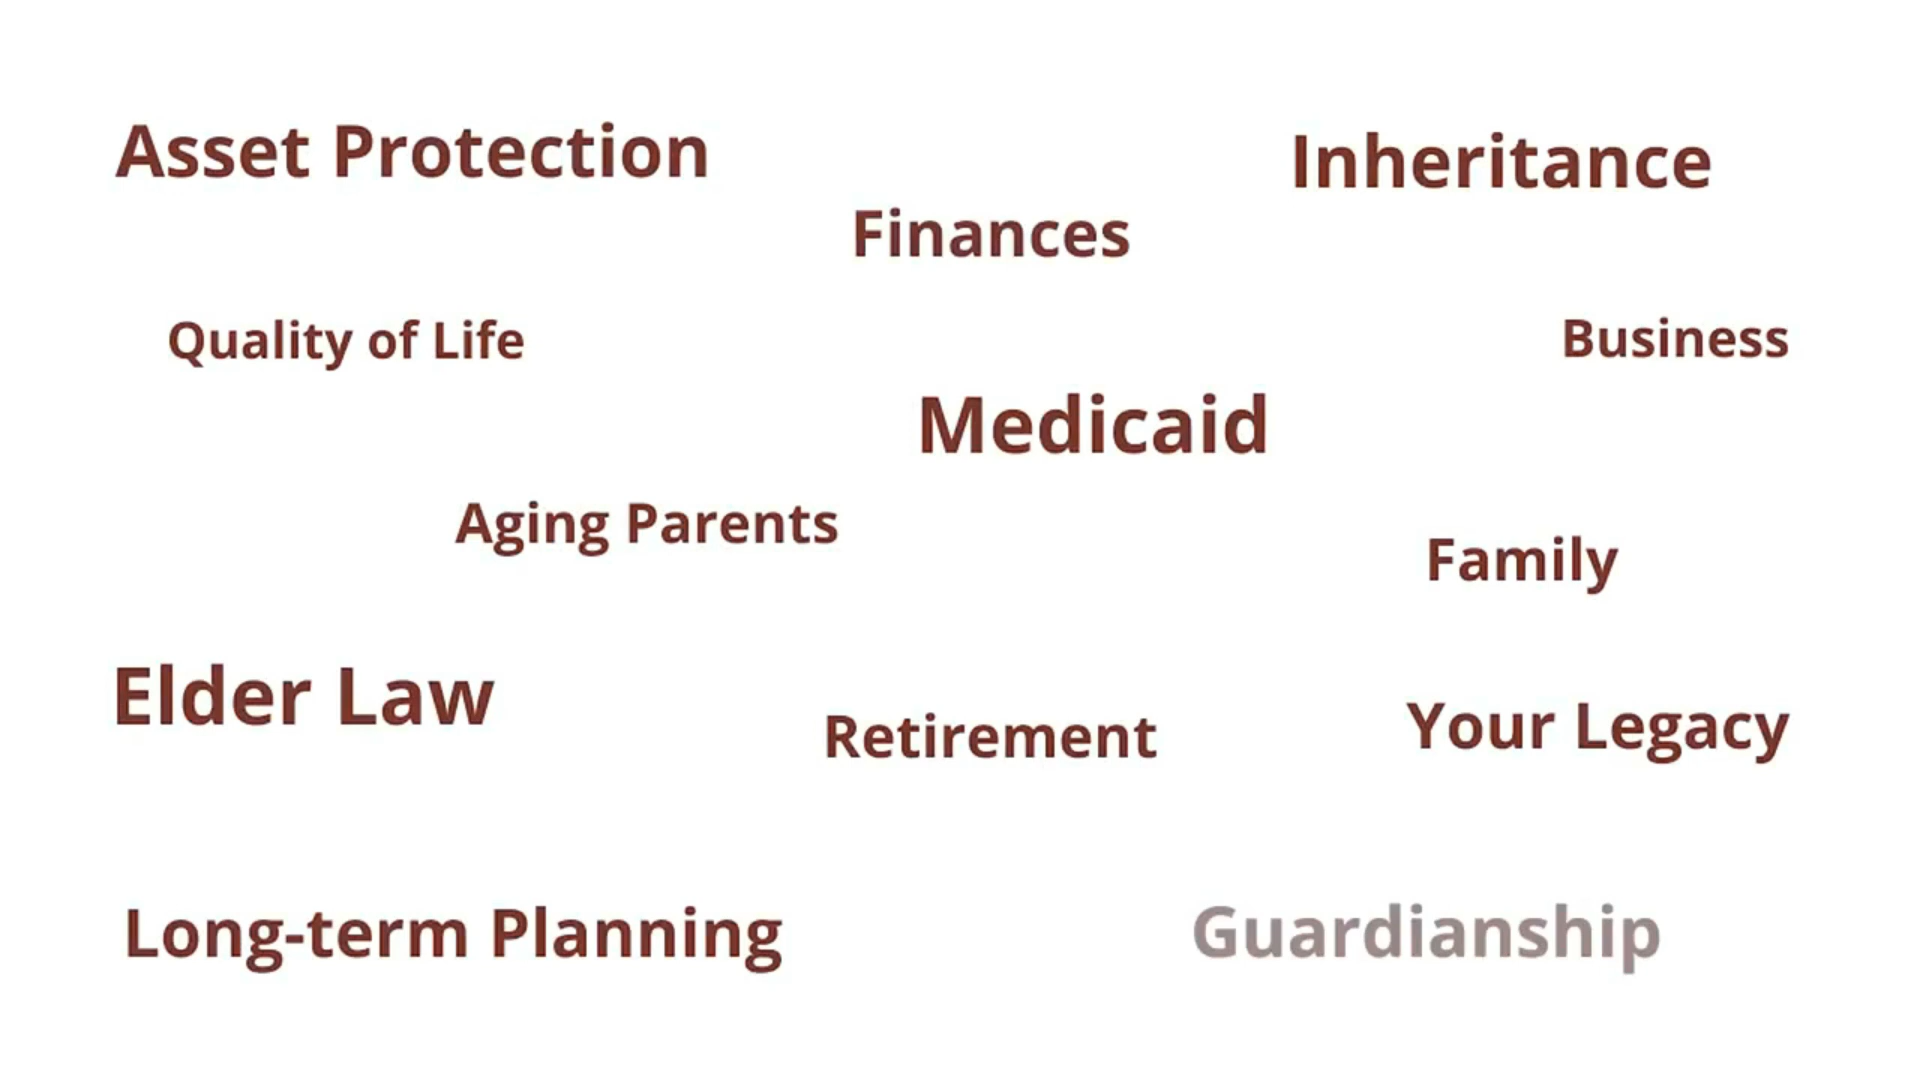 Asset Protection
Inheritance
Finances
Quality of Life
Business
Medicaid
Aging Parents
Family
Elder Law
Retirement
Your Legacy
Long-term Planning
Guardianship